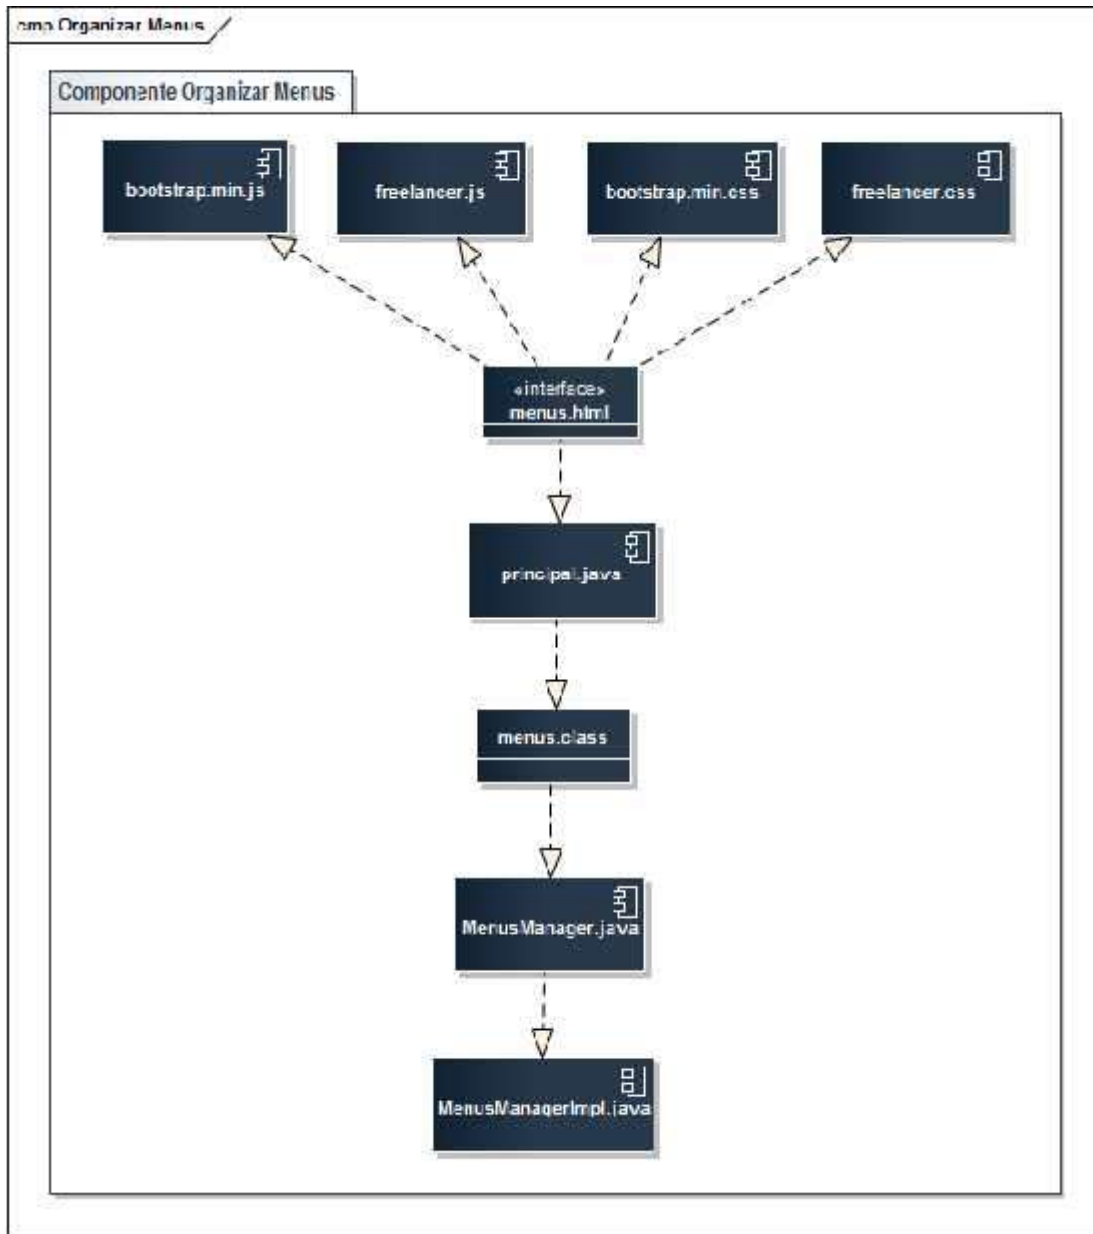 cmp Organizar Menus
Componente Organizar Menus
bootstrap.min.js
freelancer.js
bootstrap.min.css
freelancer.css
«interface»
menus.html
principal.java
menus.class
MenusManager.java
MenusManagerImpl.java